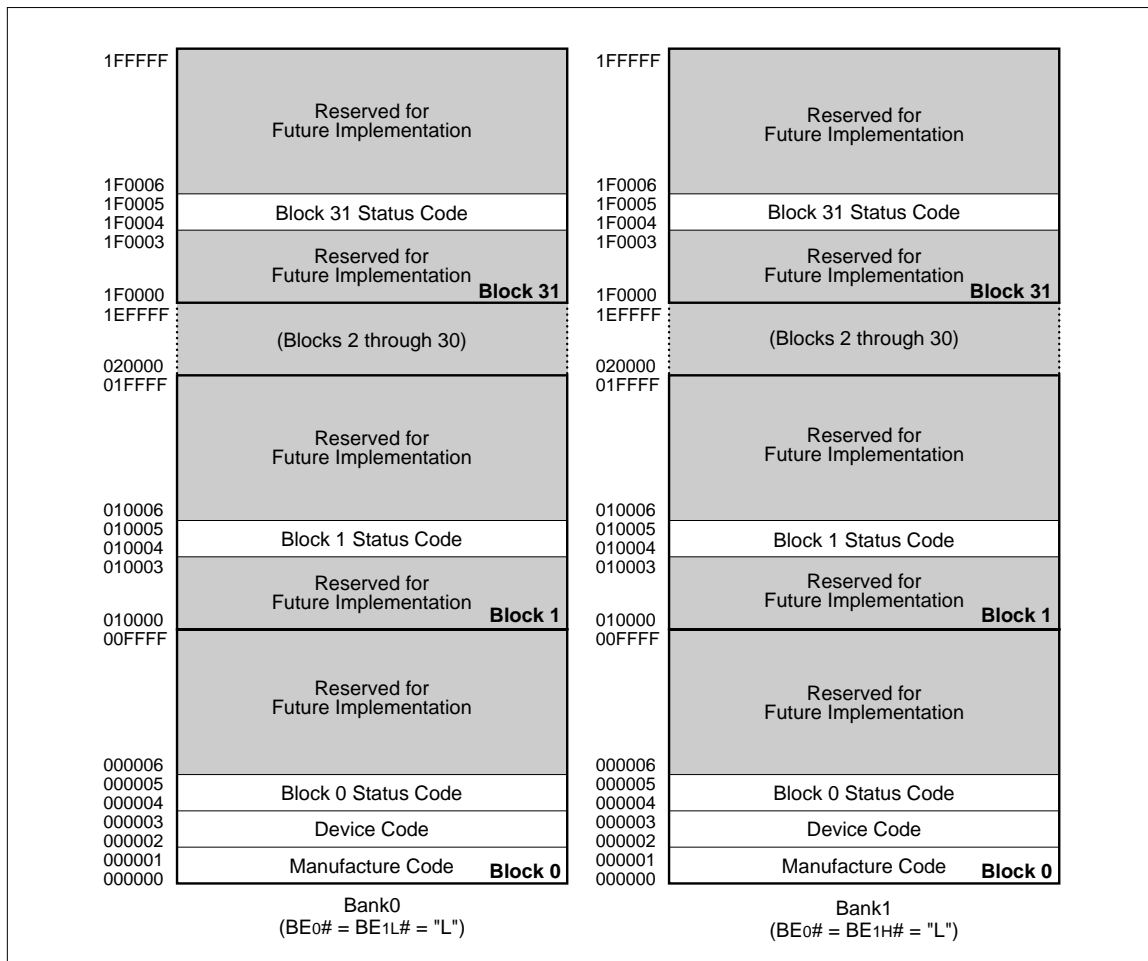 1FFFFF
Reserved for
Future Implementation
1F0006
1F0005
Block 31 Status Code
1F0004
1F0003
Reserved for
Future Implementation
Block 31
1F0000
1EFFFF
(Blocks 2 through 30)
020000
01FFFF
Reserved for
Future Implementation
010006
010005
Block 1 Status Code
010004
010003
Reserved for
Future Implementation
Block 1
010000
00FFFF
Reserved for
Future Implementation
000006
000005
Block 0 Status Code
000004
000003
Device Code
000002
000001
Manufacture Code
Block 0
000000
Bank0
(BE0# = BE1L# = "L")
1FFFFF
Reserved for
Future Implementation
1F0006
1F0005
Block 31 Status Code
1F0004
1F0003
Reserved for
Future Implementation
Block 31
1F0000
1EFFFF
(Blocks 2 through 30)
020000
01FFFF
Reserved for
Future Implementation
010006
010005
Block 1 Status Code
010004
010003
Reserved for
Future Implementation
Block 1
010000
00FFFF
Reserved for
Future Implementation
000006
000005
Block 0 Status Code
000004
000003
Device Code
000002
000001
Manufacture Code
Block 0
000000
Bank1
(BE0# = BE1H# = "L")